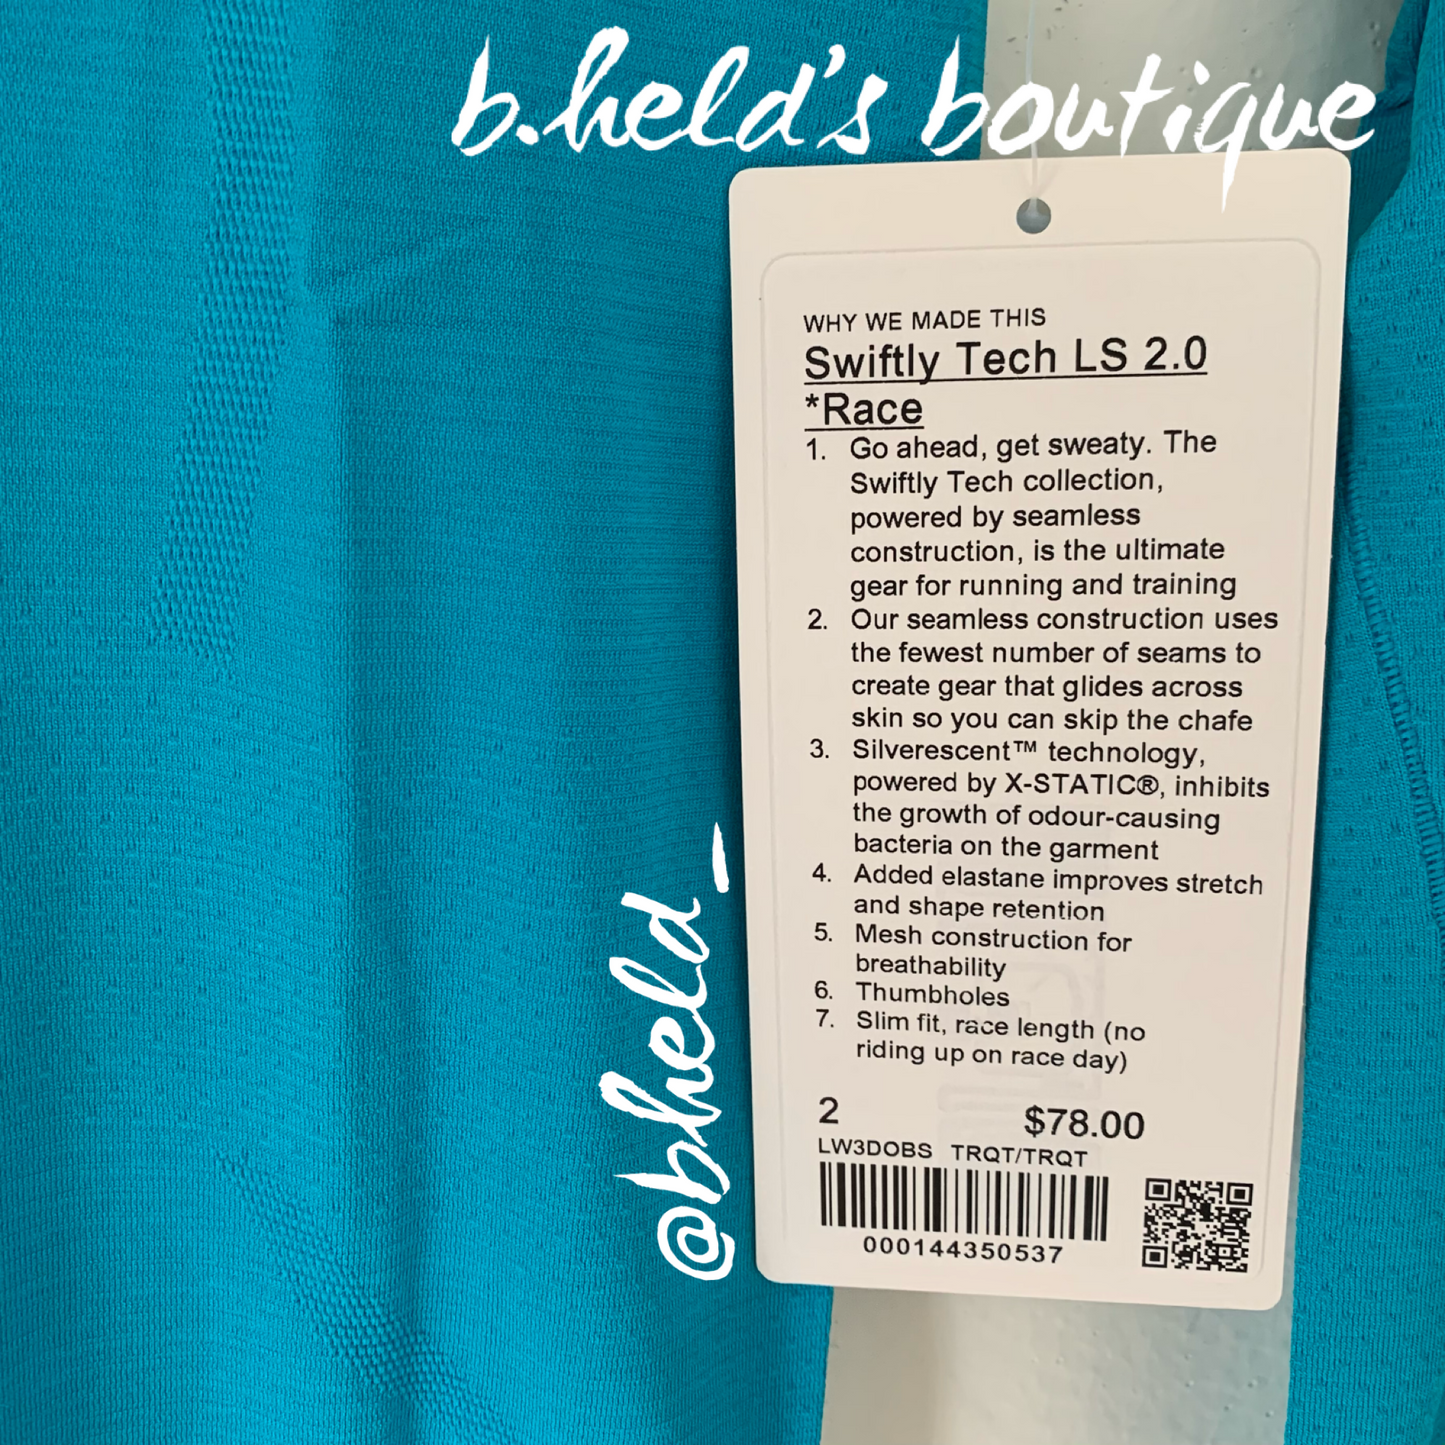 b.held's boutique
WHY WE MADE THIS
Swiftly Tech LS 2.0
*Race
1. Go ahead, get sweaty. The
Swiftly Tech collection,
powered by seamless
construction, is the ultimate
gear for running and training
2. Our seamless construction uses
the fewest number of seams to
create gear that glides across
skin so you can skip the chafe
3. Silverescent™ technology,
powered by X-STATIC®, inhibits
the growth of odour-causing
bacteria on the garment
4. Added elastane improves stretch
and shape retention
5. Mesh construction for
breathability
6. Thumbholes
7. Slim fit, race length (no
riding up on race day)
2 $78.00
LW3DOBS TRQT/TRQT
000144350537
@bheld_